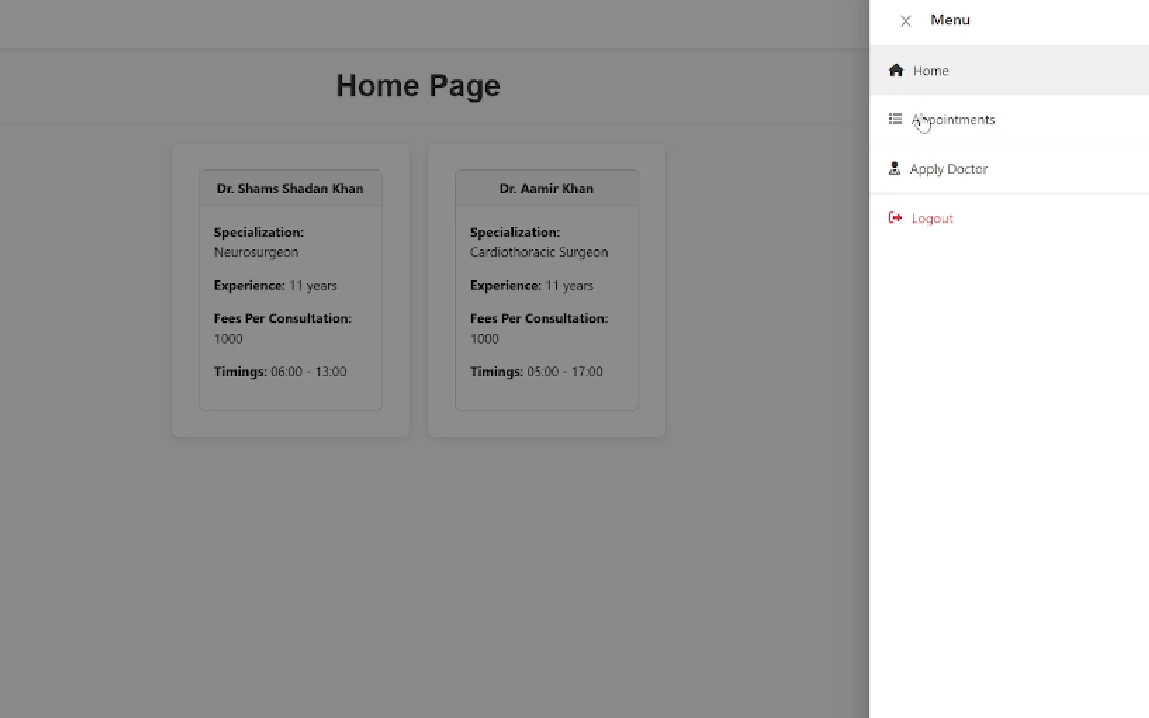 Menu
Home
Appointments
Apply Doctor
Logout
Home Page
Dr. Shams Shadan Khan
Specialization:
Neurosurgeon
Experience: 11 years
Fees Per Consultation:
1000
Timings: 06:00 - 13:00
Dr. Aamir Khan
Specialization:
Cardiothoracic Surgeon
Experience: 11 years
Fees Per Consultation:
1000
Timings: 05:00 - 17:00